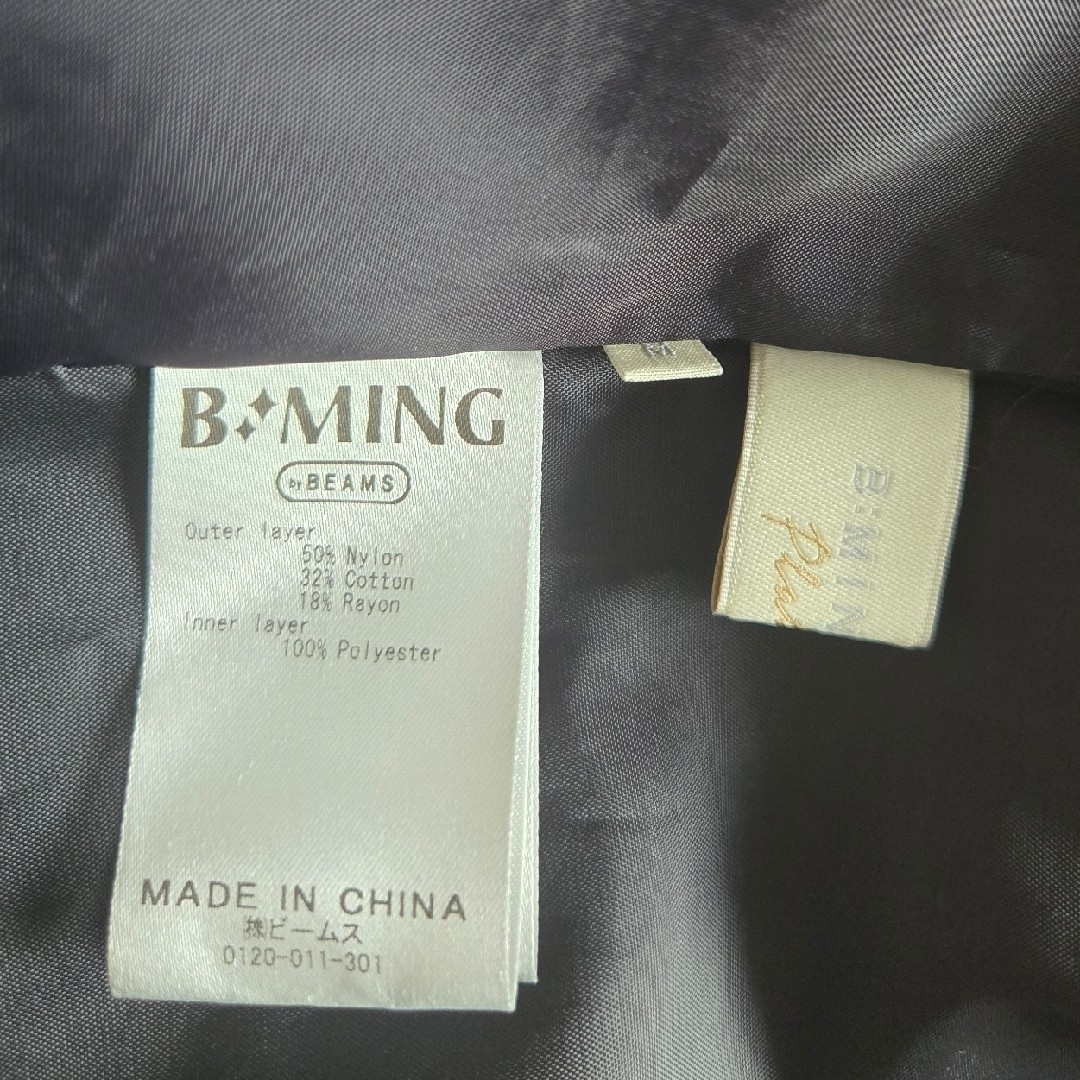 B:MING
by BEAMS
Outer layer
50% Nylon
32% Cotton
18% Rayon
Inner layer
100% Polyester
MADE IN CHINA
㈱ビームス
0120-011-301
M
B:MIN